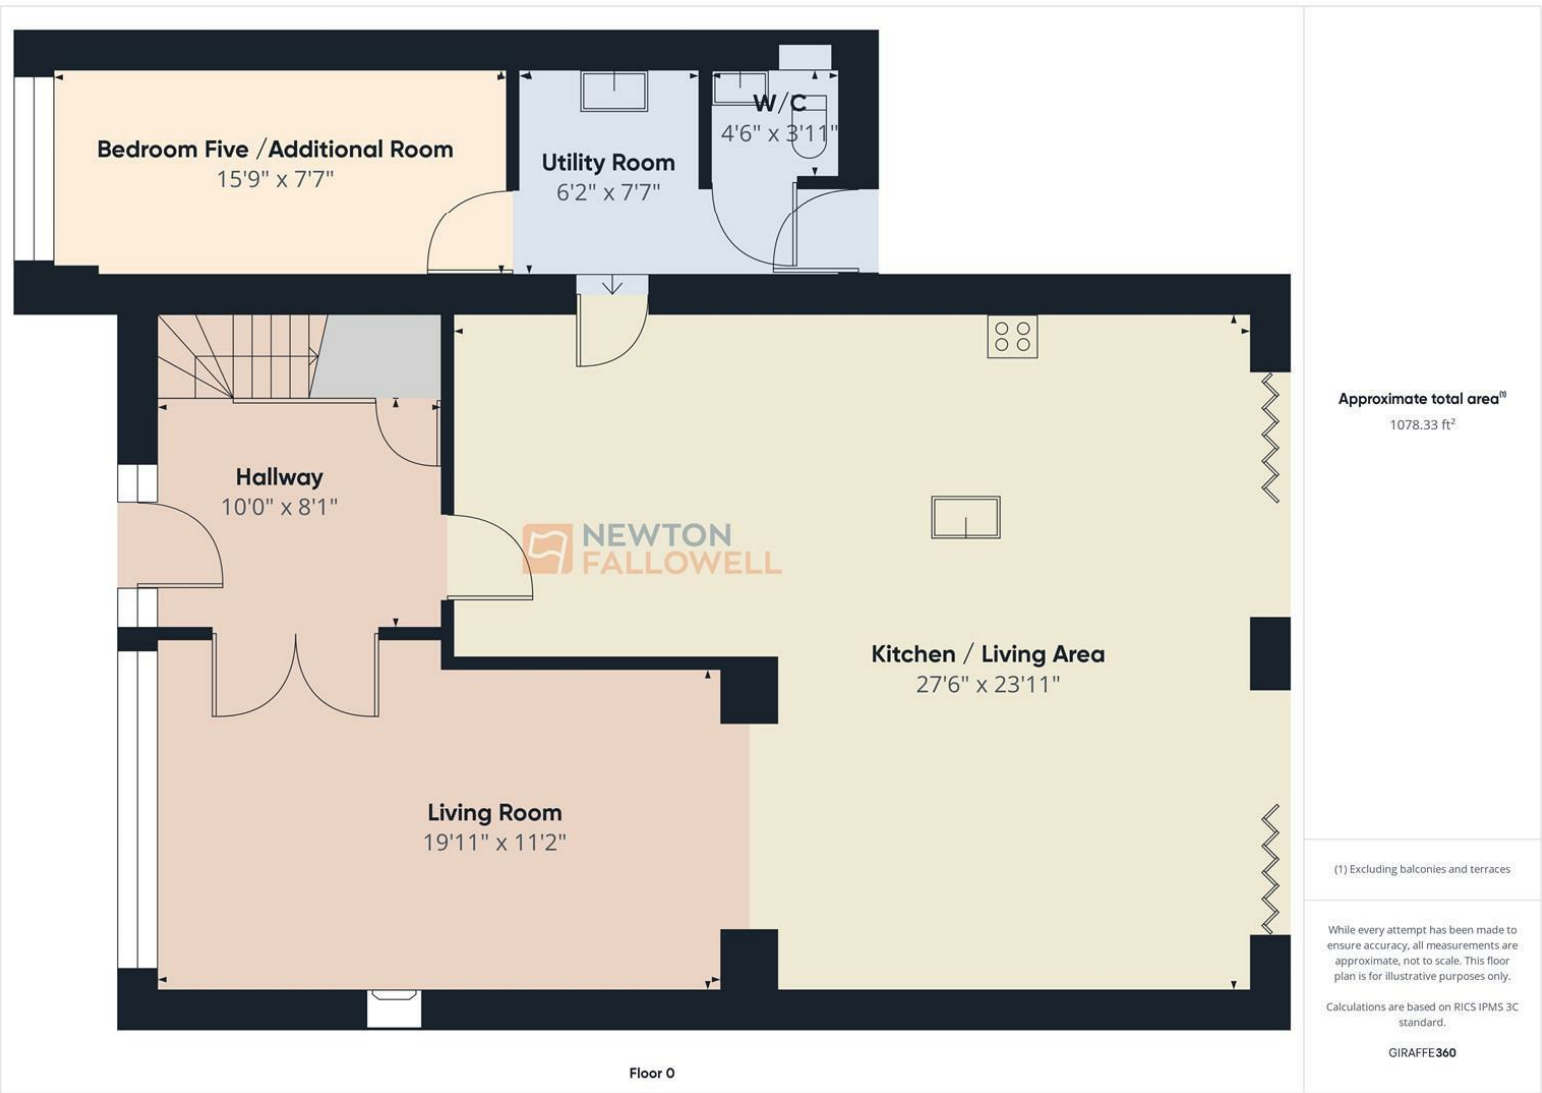 Bedroom Five /Additional Room
15'9" x 7'7"
Utility Room
6'2" x 7'7"
W/C
4'6" x 3'11"
Hallway
10'0" x 8'1"
NEWTON
FALLOWELL
Kitchen / Living Area
27'6" x 23'11"
Living Room
19'11" x 11'2"
Floor 0
Approximate total area(1)
1078.33 ft²
(1) Excluding balconies and terraces
While every attempt has been made to
ensure accuracy, all measurements are
approximate, not to scale. This floor
plan is for illustrative purposes only.
Calculations are based on RICS IPMS 3C
standard.
GIRAFFE360